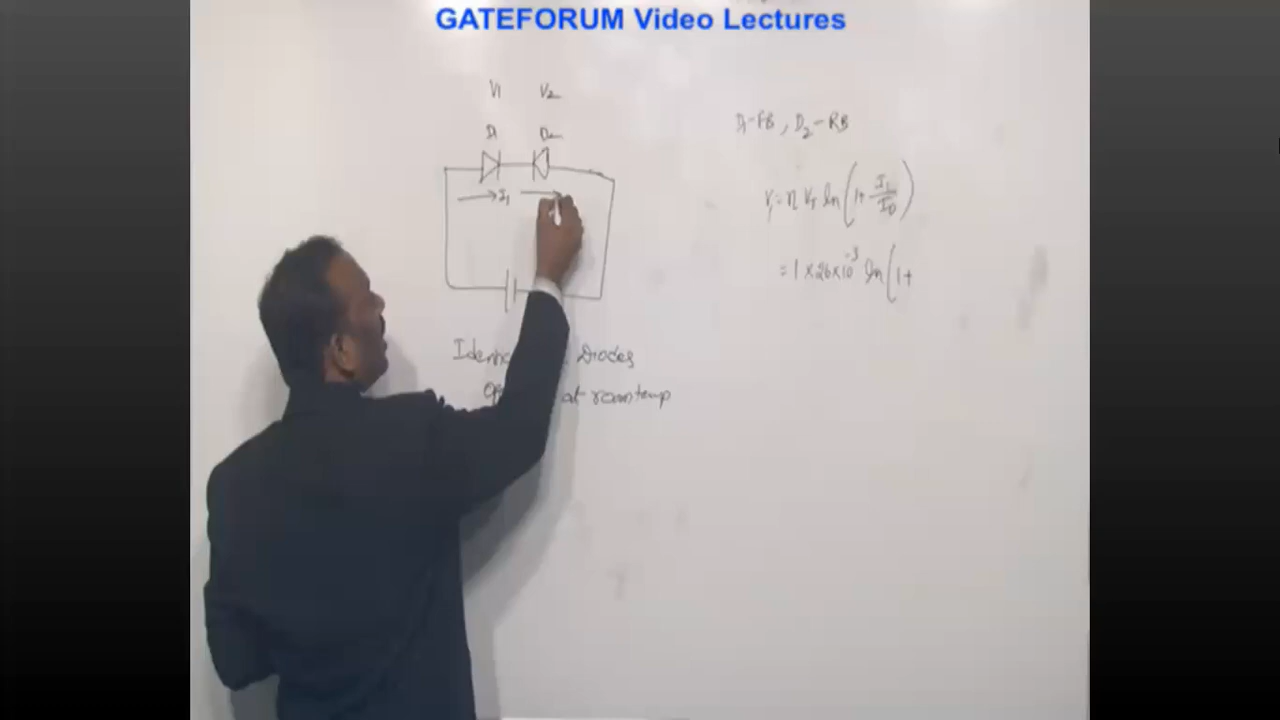 GATEFORUM Video Lectures
V1 V2
D1 D2
I1
D1-FB, D2-RB
V1 = η VT ln(1+ I1/I0)
= 1 × 26×10^-3 ln(1+
Diodes
at room temp